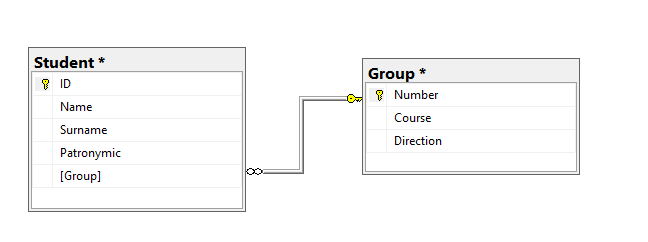 Student *
ID
Name
Surname
Patronymic
[Group]
Group *
Number
Course
Direction